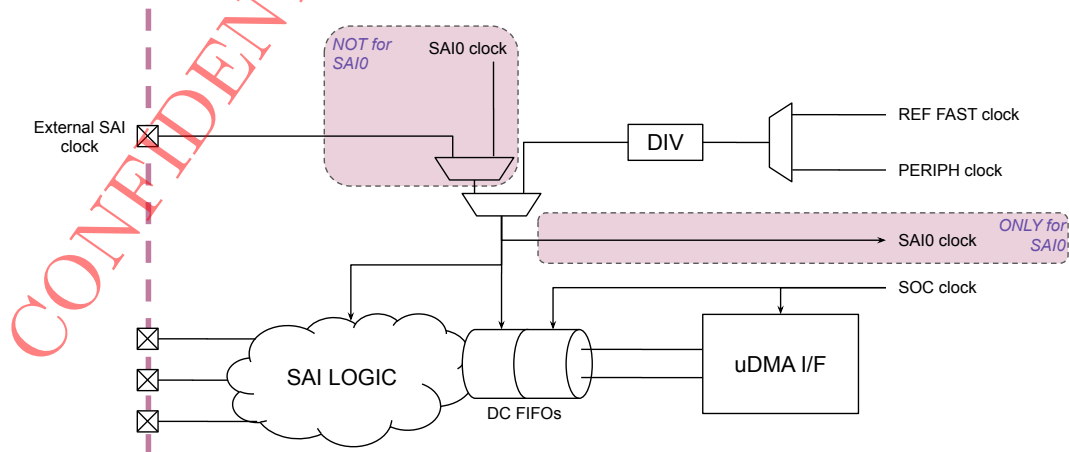 NOT for
SAI0
SAI0 clock
External SAI
clock
REF FAST clock
DIV
PERIPH clock
ONLY for
SAI0
SAI0 clock
SOC clock
SAI LOGIC
uDMA I/F
DC FIFOs
CONFIDEN